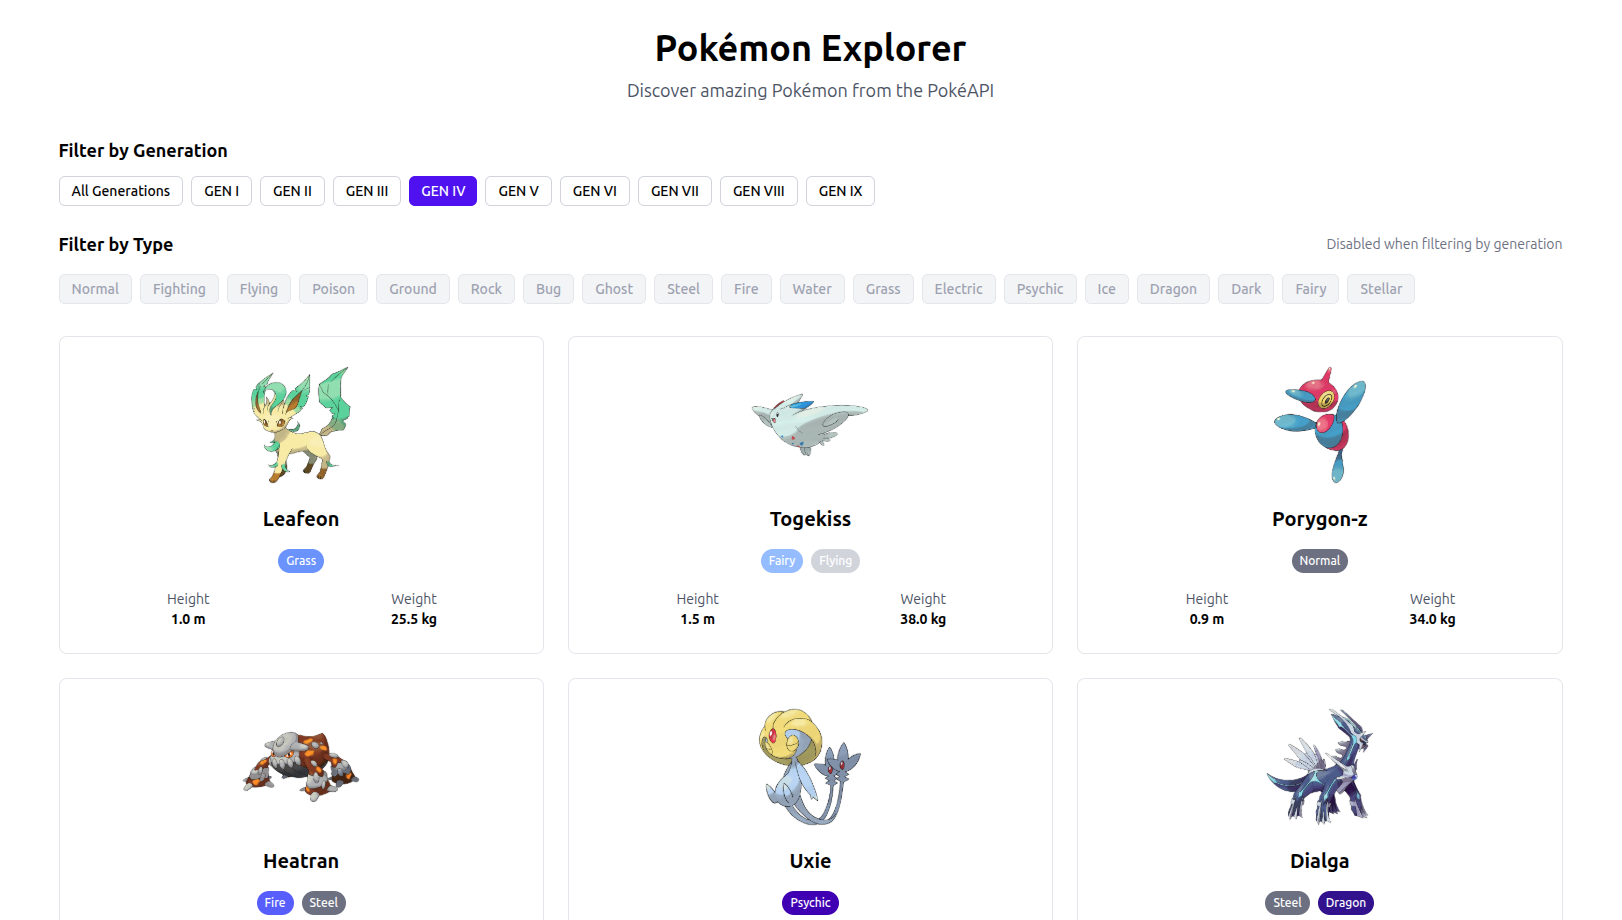 Pokémon Explorer
Discover amazing Pokémon from the PokéAPI
Filter by Generation
All Generations GEN I GEN II GEN III GEN IV GEN V GEN VI GEN VII GEN VIII GEN IX
Filter by Type Disabled when filtering by generation
Normal Fighting Flying Poison Ground Rock Bug Ghost Steel Fire Water Grass Electric Psychic Ice Dragon Dark Fairy Stellar
Leafeon Togekiss Porygon-z
Grass Fairy Flying Normal
Height Weight Height Weight Height Weight
1.0 m 25.5 kg 1.5 m 38.0 kg 0.9 m 34.0 kg
Heatran Uxie Dialga
Fire Steel Psychic Steel Dragon